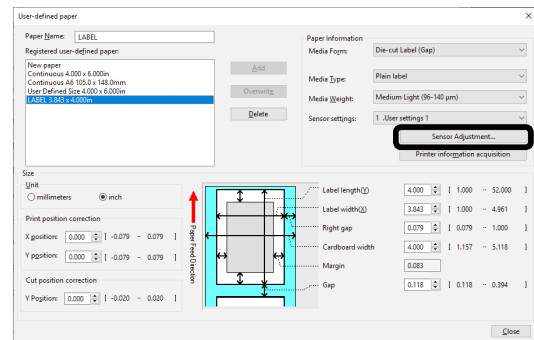 User-defined paper
Paper Name: LABEL
Registered user-defined paper:
New paper
Continuous 4.000 x 6.000in
Continuous A6 105.0 x 148.0mm
User Defined Size 4.000 x 6.000in
LABEL 3.843 x 4.000in
Add
Overwrite
Delete
Paper Information
Media Form: Die-cut Label (Gap)
Media Type: Plain label
Media Weight: Medium Light (96-140 μm)
Sensor settings: 1 .User settings 1
Sensor Adjustment...
Printer information acquisition
Size
Unit
millimeters inch
Print position correction
X position: 0.000 [ -0.079 - 0.079 ]
Y position: 0.000 [ -0.079 - 0.079 ]
Cut position correction
Y Position: 0.000 [ -0.020 - 0.020 ]
Paper Feed Direction
Label length(V) 4.000 [ 1.000 - 52.000 ]
Label width(X) 3.843 [ 1.000 - 4.961 ]
Right gap 0.079 [ 0.079 - 1.000 ]
Cardboard width 4.000 [ 1.157 - 5.118 ]
Margin 0.083
Gap 0.118 [ 0.118 - 0.394 ]
Close